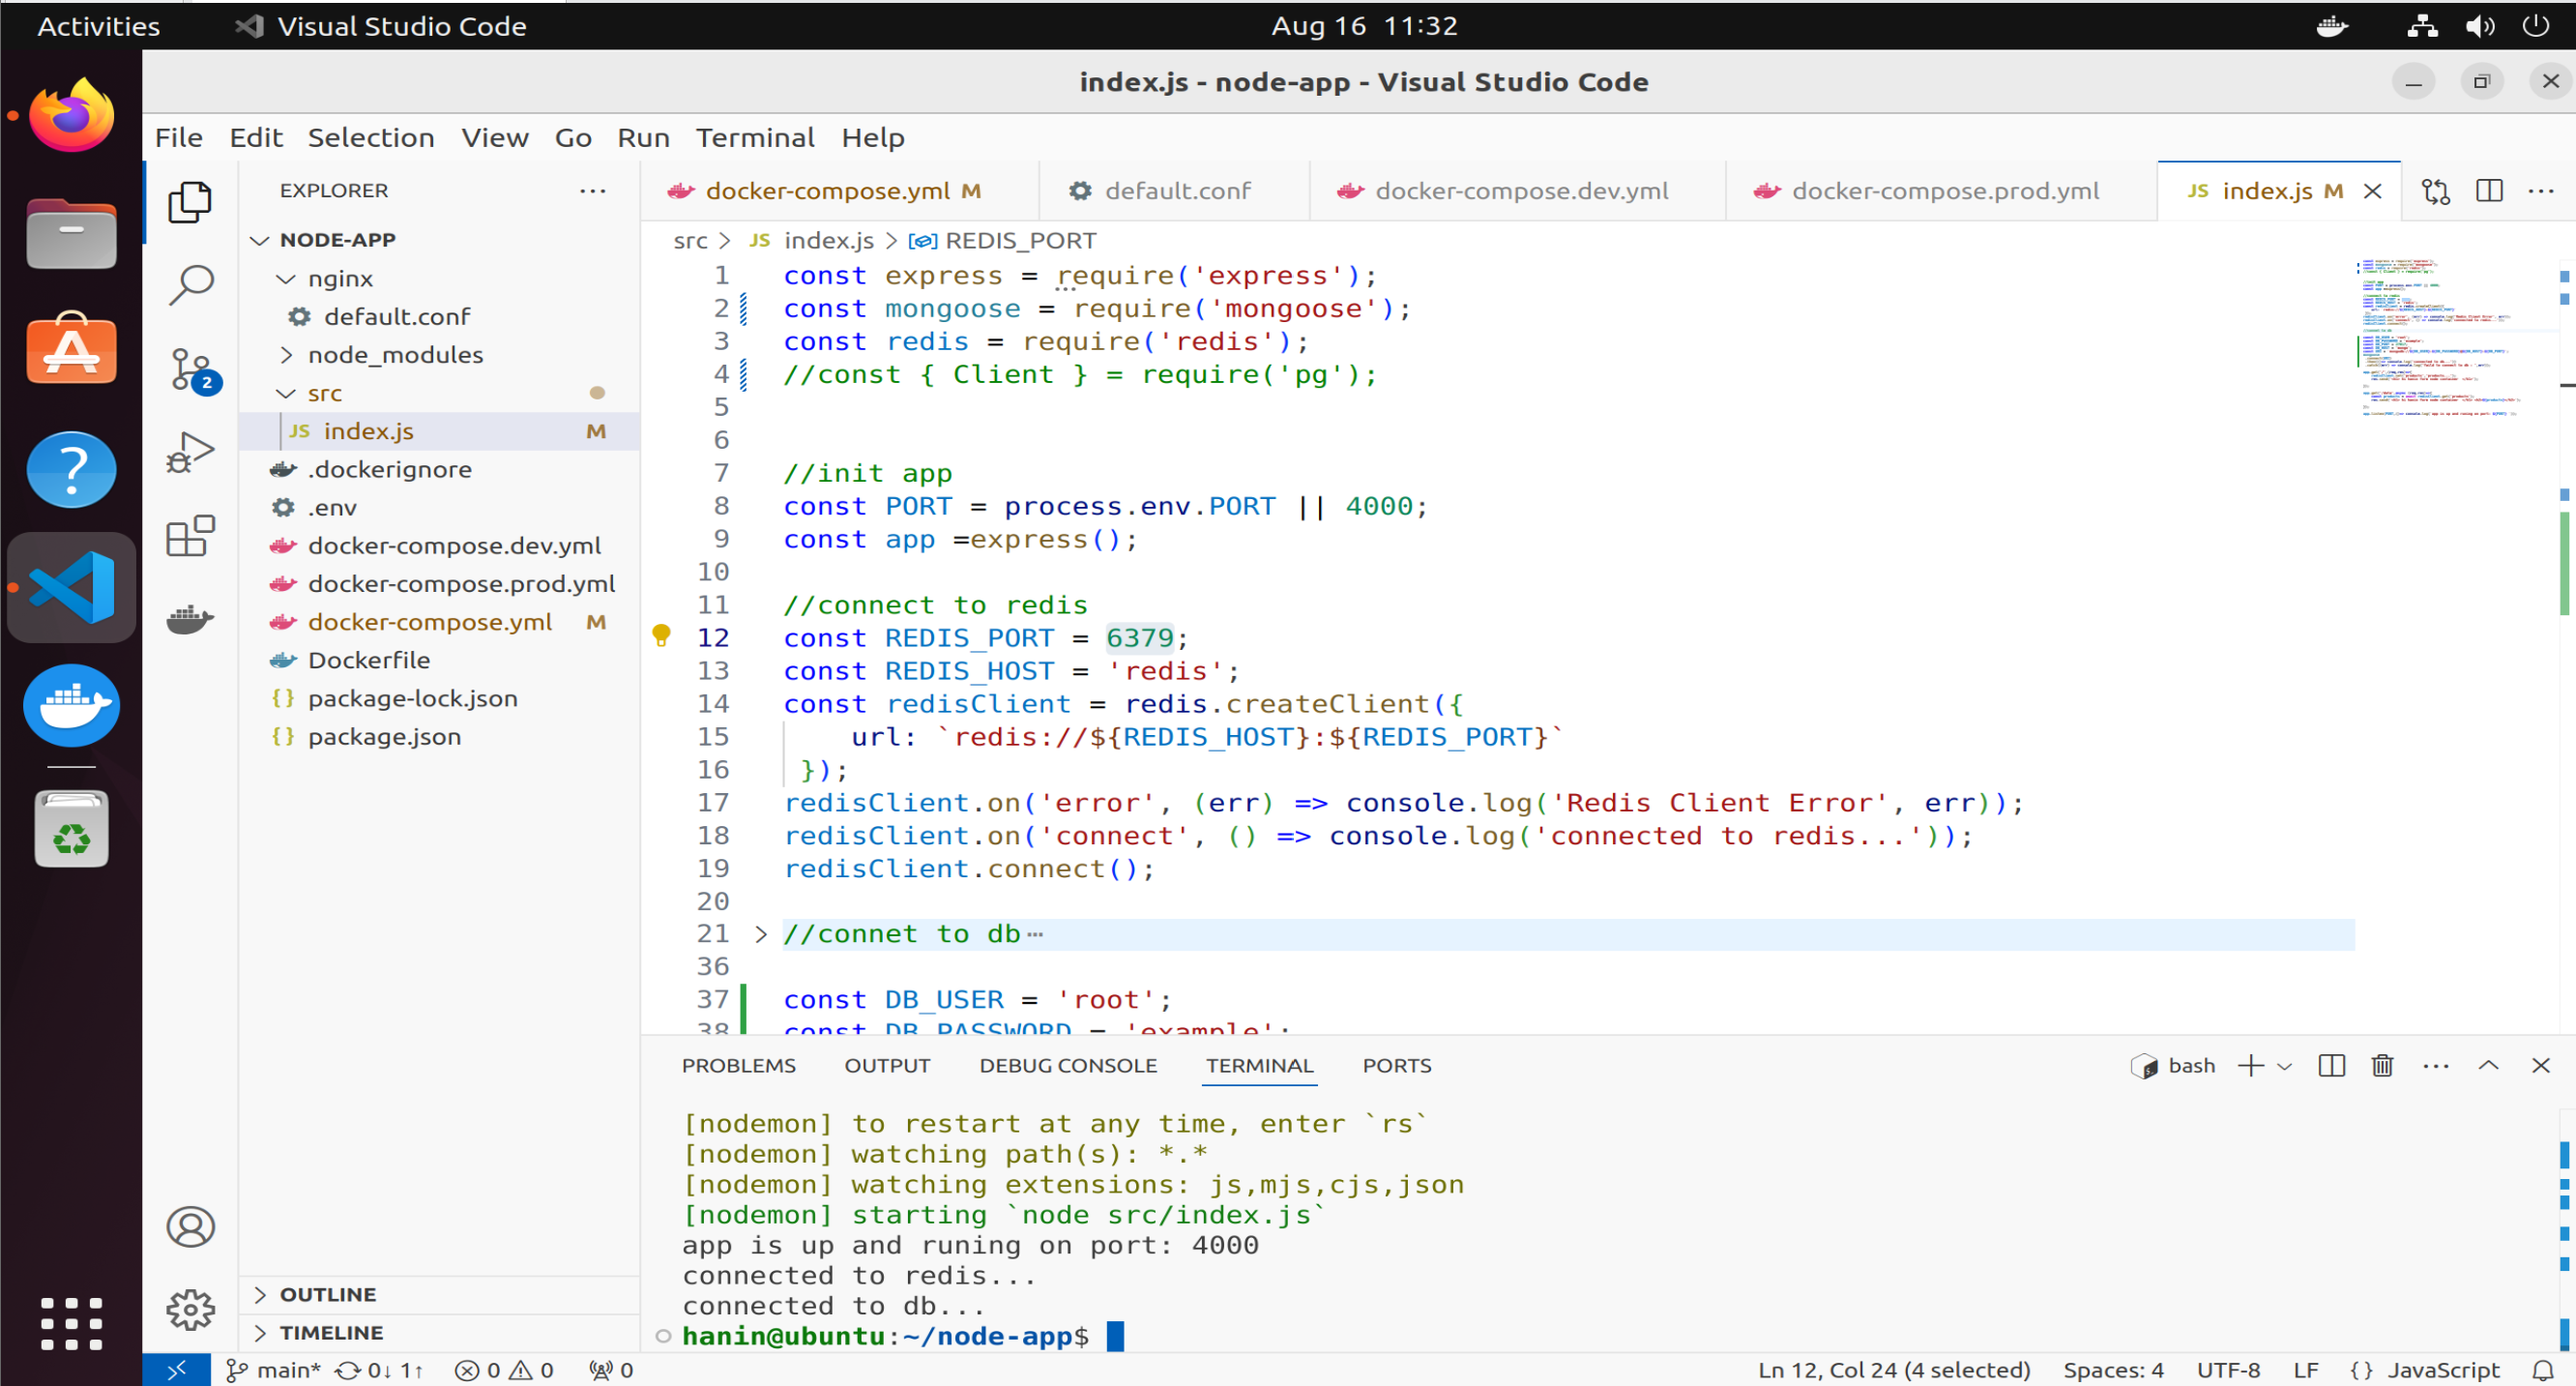 Activities Visual Studio Code Aug 16 11:32
index.js - node-app - Visual Studio Code
File Edit Selection View Go Run Terminal Help
EXPLORER
NODE-APP
nginx
default.conf
node_modules
src
JS index.js M
.dockerignore
.env
docker-compose.dev.yml
docker-compose.prod.yml
docker-compose.yml M
Dockerfile
{} package-lock.json
{} package.json
OUTLINE
TIMELINE
2
docker-compose.yml M default.conf docker-compose.dev.yml docker-compose.prod.yml JS index.js M
src > JS index.js > REDIS_PORT
1 const express = require('express');
2 const mongoose = require('mongoose');
3 const redis = require('redis');
4 //const { Client } = require('pg');
5
6
7 //init app
8 const PORT = process.env.PORT || 4000;
9 const app =express();
10
11 //connect to redis
12 const REDIS_PORT = 6379;
13 const REDIS_HOST = 'redis';
14 const redisClient = redis.createClient({
15 url: `redis://${REDIS_HOST}:${REDIS_PORT}`
16 });
17 redisClient.on('error', (err) => console.log('Redis Client Error', err));
18 redisClient.on('connect', () => console.log('connected to redis...'));
19 redisClient.connect();
20
21 > //connet to db…
36
37 const DB_USER = 'root';
38 const DB_PASSWORD = 'example';
PROBLEMS OUTPUT DEBUG CONSOLE TERMINAL PORTS bash
[nodemon] to restart at any time, enter `rs`
[nodemon] watching path(s): *.*
[nodemon] watching extensions: js,mjs,cjs,json
[nodemon] starting `node src/index.js`
app is up and runing on port: 4000
connected to redis...
connected to db...
hanin@ubuntu:~/node-app$
main* 0↓ 1↑ 0 0 0 Ln 12, Col 24 (4 selected) Spaces: 4 UTF-8 LF {} JavaScript